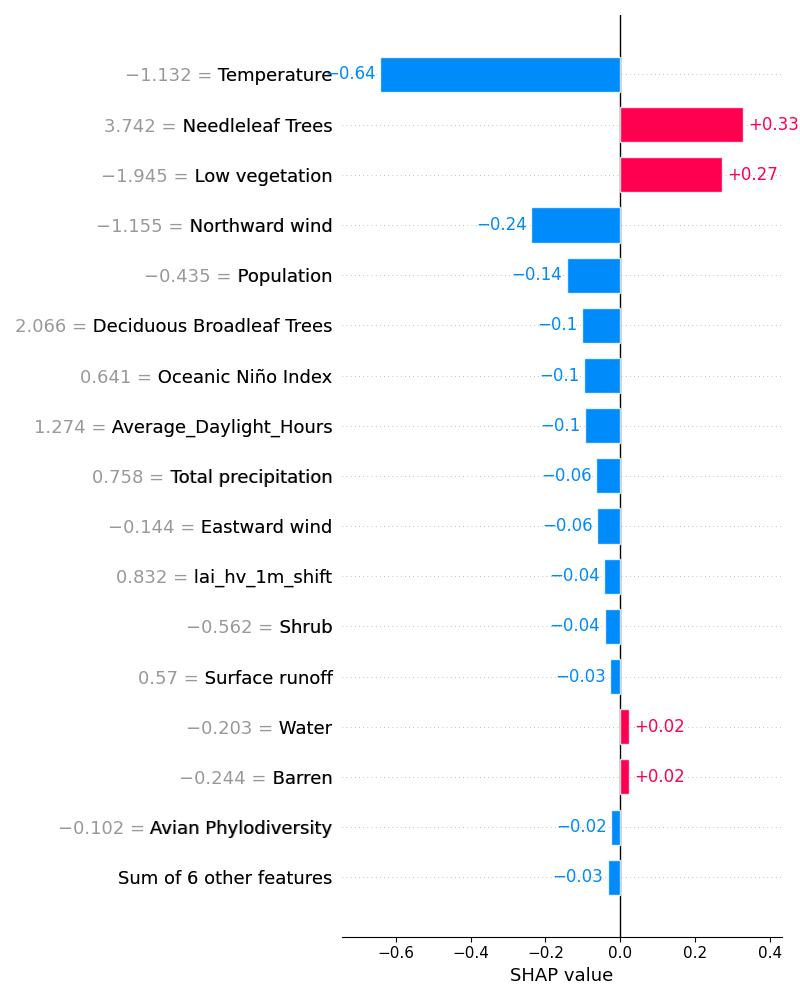 −1.132 = Temperature −0.64
3.742 = Needleleaf Trees +0.33
−1.945 = Low vegetation +0.27
−1.155 = Northward wind −0.24
−0.435 = Population −0.14
2.066 = Deciduous Broadleaf Trees −0.1
0.641 = Oceanic Niño Index −0.1
1.274 = Average_Daylight_Hours −0.1
0.758 = Total precipitation −0.06
−0.144 = Eastward wind −0.06
0.832 = lai_hv_1m_shift −0.04
−0.562 = Shrub −0.04
0.57 = Surface runoff −0.03
−0.203 = Water +0.02
−0.244 = Barren +0.02
−0.102 = Avian Phylodiversity −0.02
Sum of 6 other features −0.03
−0.6 −0.4 −0.2 0.0 0.2 0.4
SHAP value